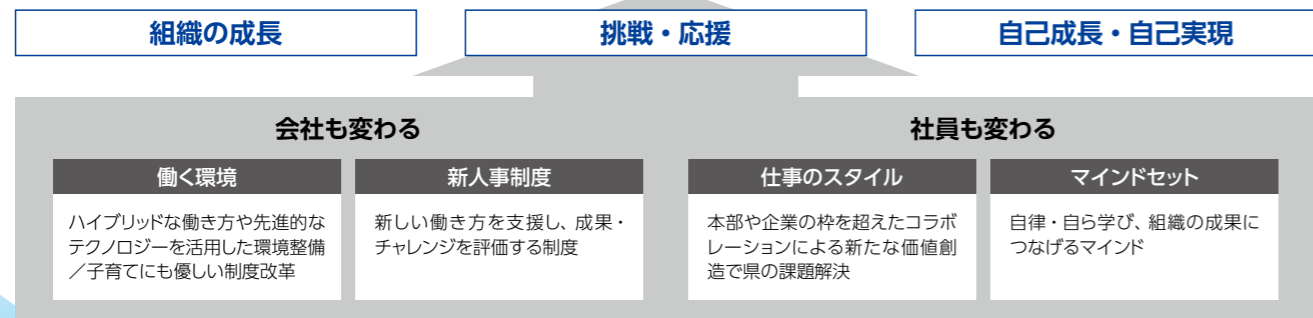 組織の成長
挑戦・応援
自己成長・自己実現
会社も変わる
働く環境
ハイブリッドな働き方や先進的な
テクノロジーを活用した環境整備
／子育てにも優しい制度改革
新人事制度
新しい働き方を支援し、成果・
チャレンジを評価する制度
社員も変わる
仕事のスタイル
本部や企業の枠を超えたコラボ
レーションによる新たな価値創
造で県の課題解決
マインドセット
自律・自ら学び、組織の成果に
つなげるマインド